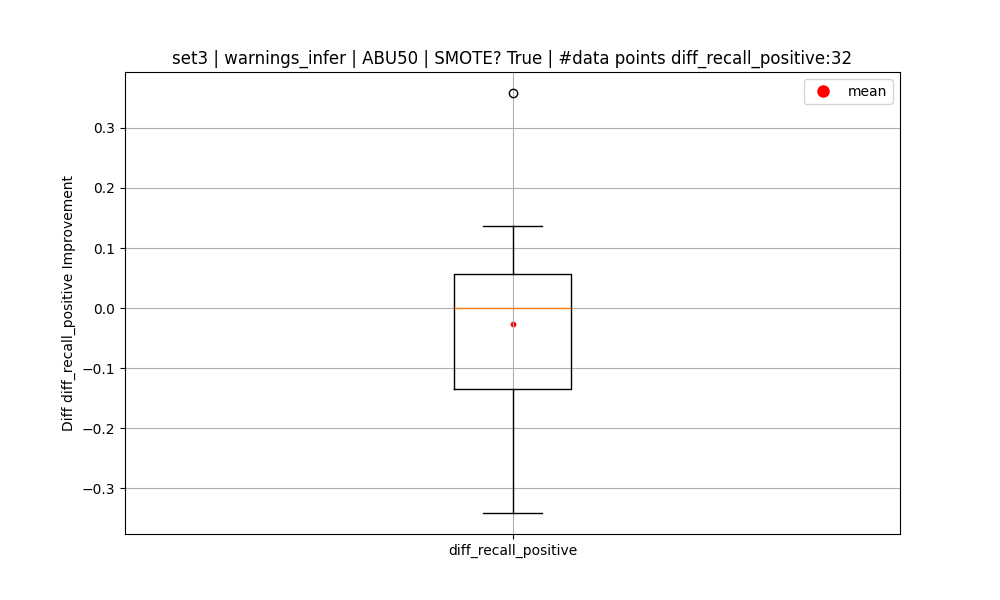 set3 | warnings_infer | ABU50 | SMOTE? True | #data points diff_recall_positive:32
mean
Diff diff_recall_positive Improvement
0.3
0.2
0.1
0.0
−0.1
−0.2
−0.3
diff_recall_positive